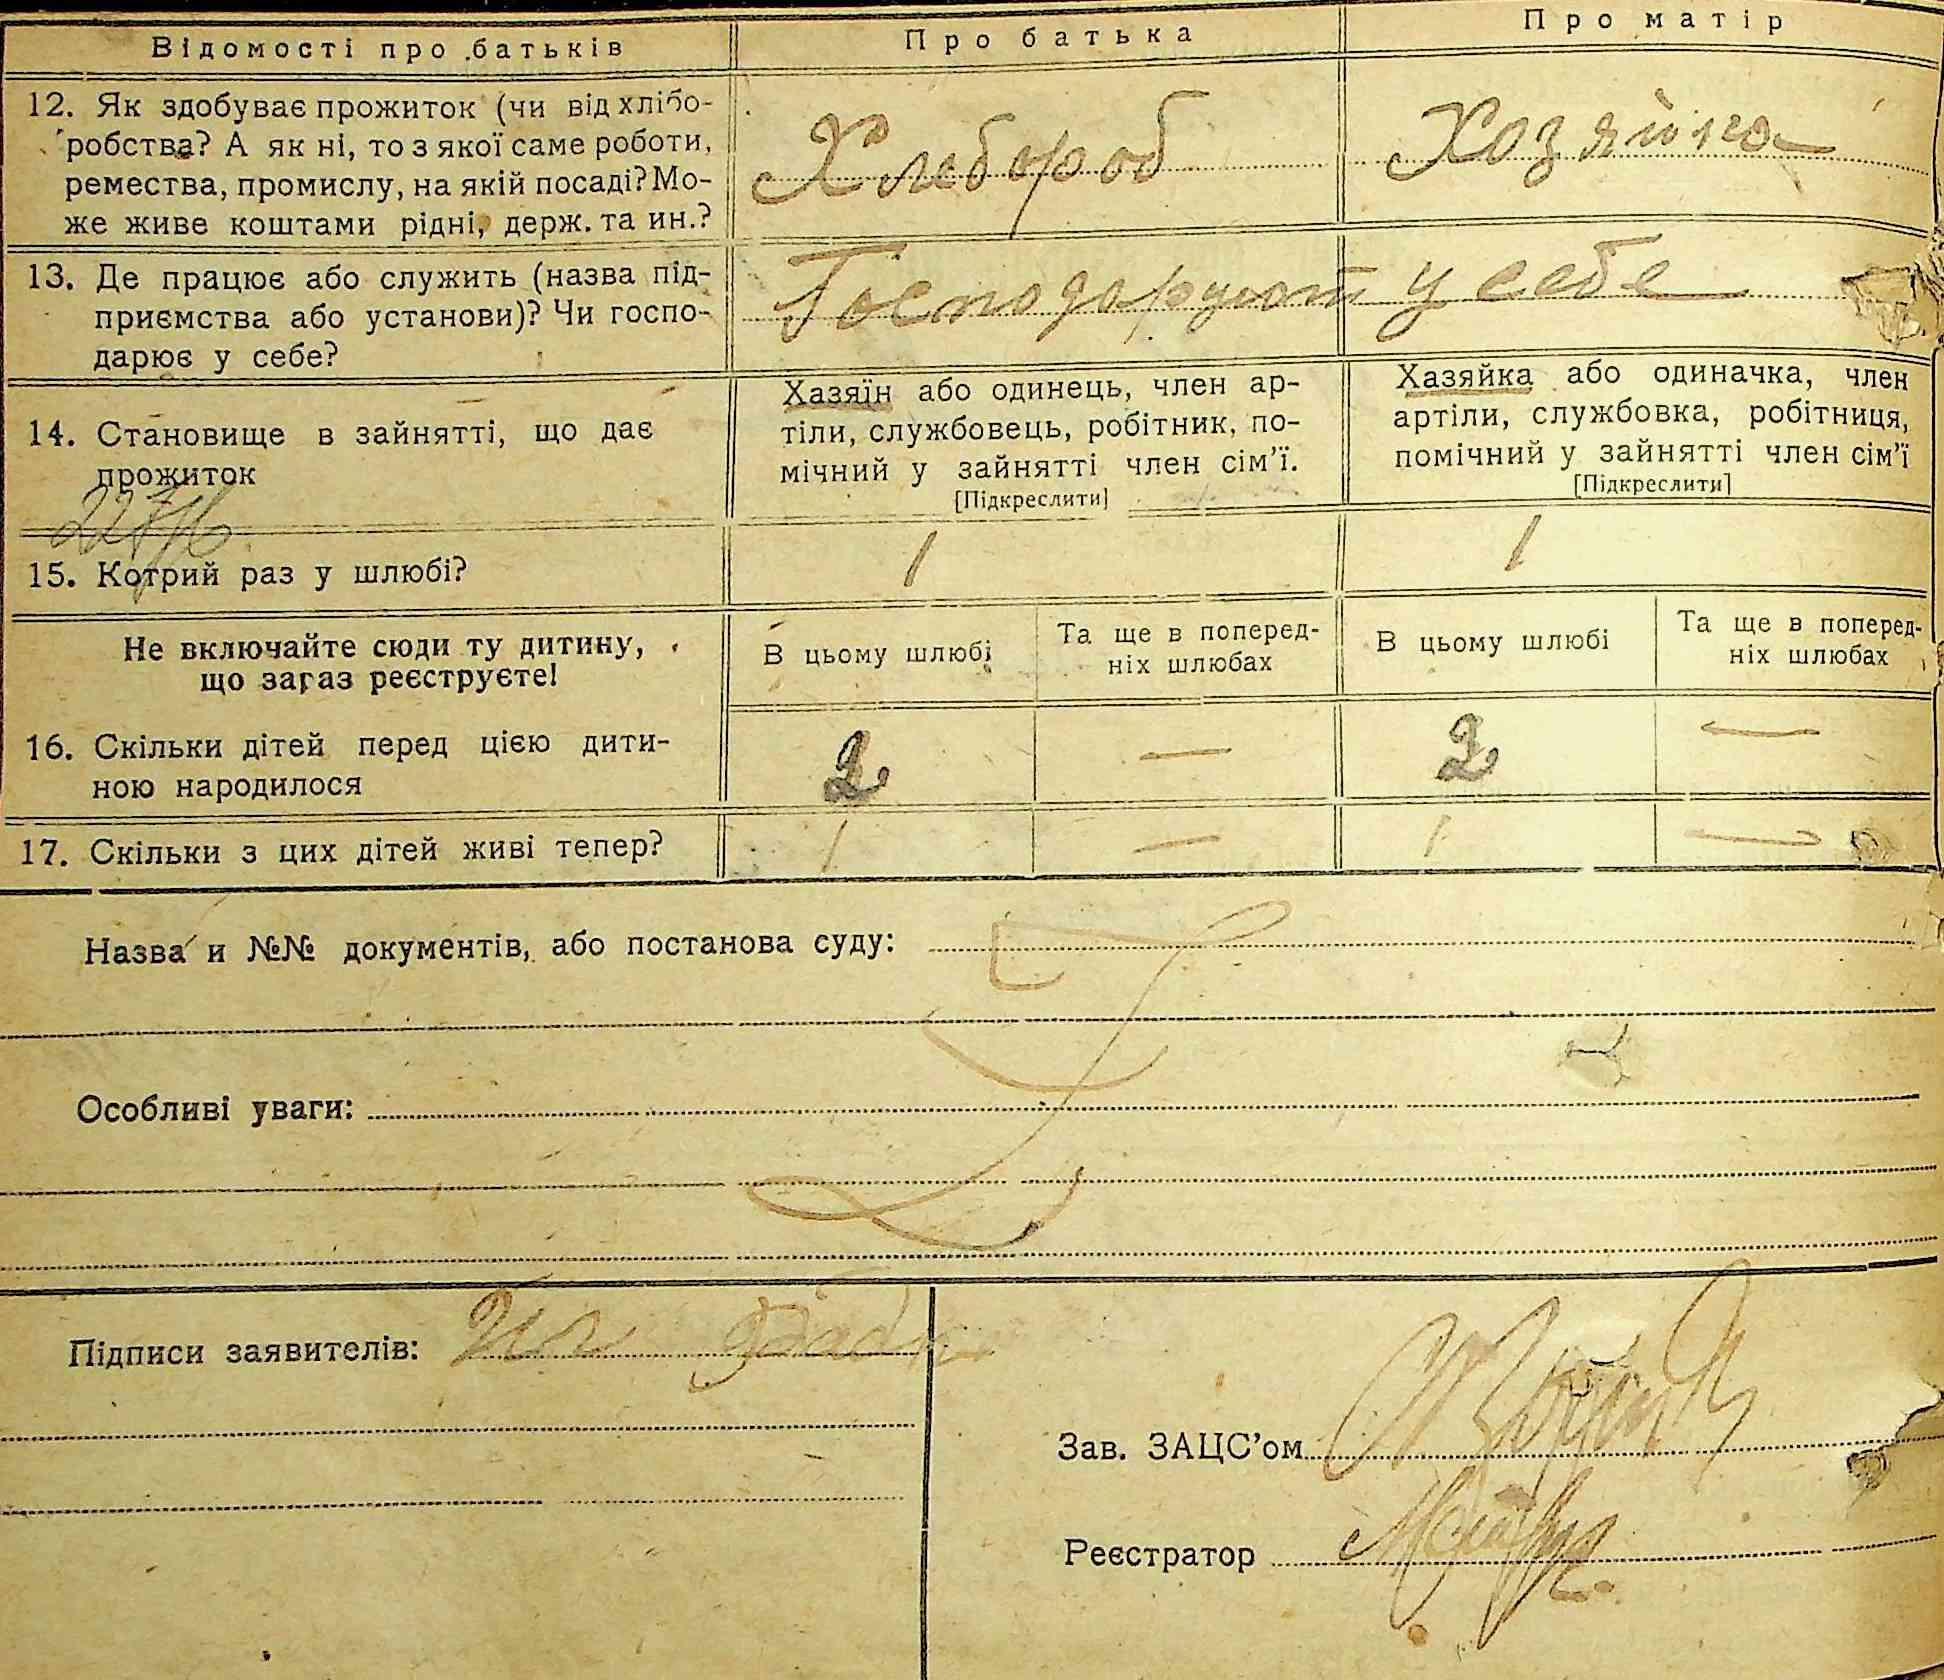 Відомості про батьків
Про батька
Про матір
12. Як здобуває прожиток (чи від хлібо-
робства? А як ні, то з якої саме роботи,
ремества, промислу, на якій посаді? Мо-
же живе коштами рідні, держ. та ин.?
Хлебороб
Хозяйка
13. Де працює або служить (назва під-
приємства або установи)? Чи госпо-
дарює у себе?
Господарюют у себе
14. Становище в зайнятті, що дає
прожиток
Хазяїн або одинець, член ар-
тіли, службовець, робітник, по-
мічний у зайнятті член сім'ї.
[Підкреслити]
Хазяйка або одиначка, член
артіли, службовка, робітниця,
помічний у зайнятті член сім'ї
[Підкреслити]
15. Котрий раз у шлюбі?
1
1
Не включайте сюди ту дитину,
що зараз реєструєте!
В цьому шлюбі
Та ще в поперед-
ніх шлюбах
В цьому шлюбі
Та ще в поперед-
ніх шлюбах
16. Скільки дітей перед цією дити-
ною народилося
2
—
2
—
17. Скільки з цих дітей живі тепер?
1
—
1
—
Назва и №№ документів, або постанова суду:
Особливі уваги:
Підписи заявителів:
Зав. ЗАЦС'ом
Реєстратор